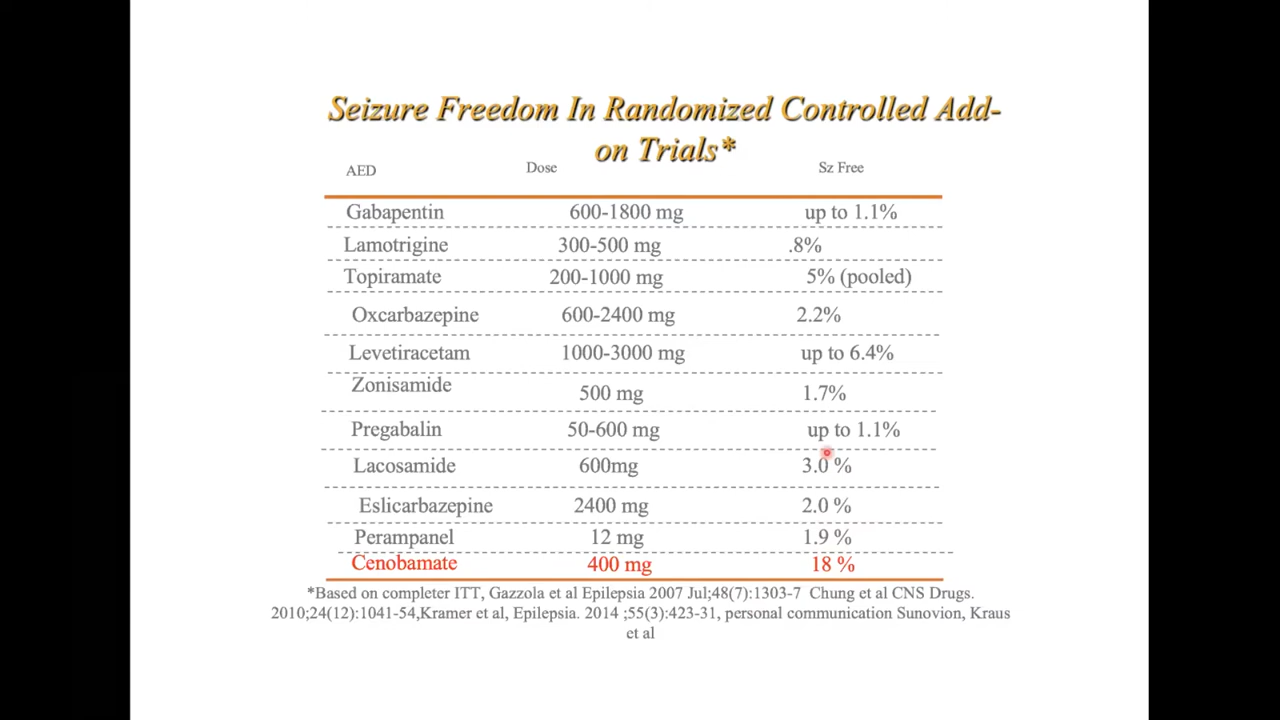 Seizure Freedom In Randomized Controlled Add-
on Trials*
AED Dose Sz Free
Gabapentin 600-1800 mg up to 1.1%
Lamotrigine 300-500 mg .8%
Topiramate 200-1000 mg 5% (pooled)
Oxcarbazepine 600-2400 mg 2.2%
Levetiracetam 1000-3000 mg up to 6.4%
Zonisamide 500 mg 1.7%
Pregabalin 50-600 mg up to 1.1%
Lacosamide 600mg 3.0 %
Eslicarbazepine 2400 mg 2.0 %
Perampanel 12 mg 1.9 %
Cenobamate 400 mg 18 %
*Based on completer ITT, Gazzola et al Epilepsia 2007 Jul;48(7):1303-7 Chung et al CNS Drugs.
2010;24(12):1041-54,Kramer et al, Epilepsia. 2014 ;55(3):423-31, personal communication Sunovion, Kraus
et al